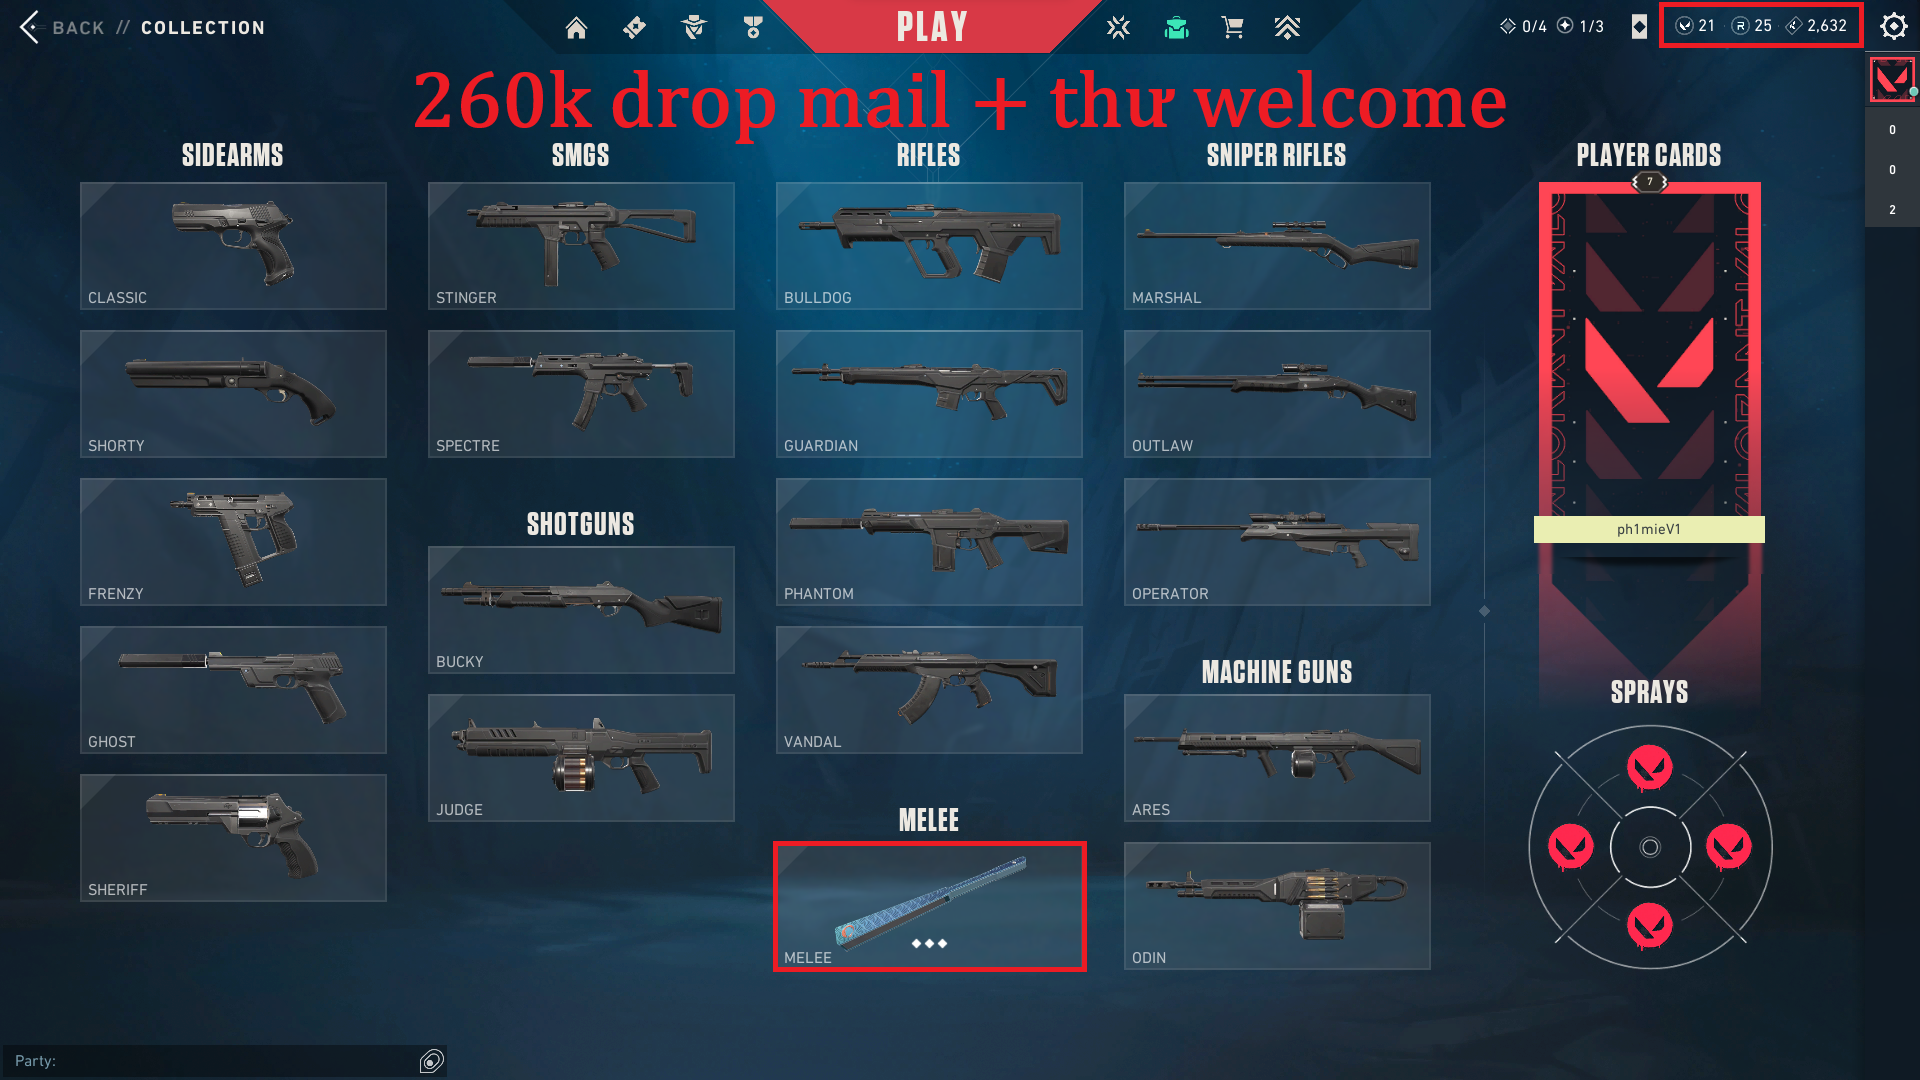 BACK // COLLECTION
PLAY
0/4 1/3
21 25 2,632
260k drop mail + thư welcome
0
0
2
SIDEARMS
CLASSIC
SHORTY
FRENZY
GHOST
SHERIFF
SMGS
STINGER
SPECTRE
SHOTGUNS
BUCKY
JUDGE
RIFLES
BULLDOG
GUARDIAN
PHANTOM
VANDAL
MELEE
MELEE
SNIPER RIFLES
MARSHAL
OUTLAW
OPERATOR
MACHINE GUNS
ARES
ODIN
PLAYER CARDS
7
ph1mieV1
SPRAYS
Party: